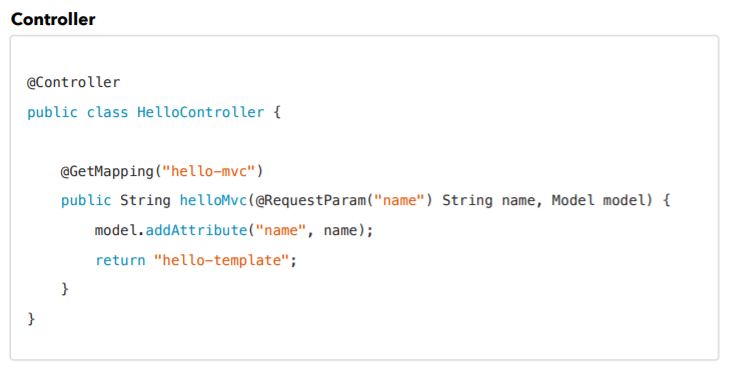 Controller
@Controller
public class HelloController {
    @GetMapping("hello-mvc")
    public String helloMvc(@RequestParam("name") String name, Model model) {
        model.addAttribute("name", name);
        return "hello-template";
    }
}